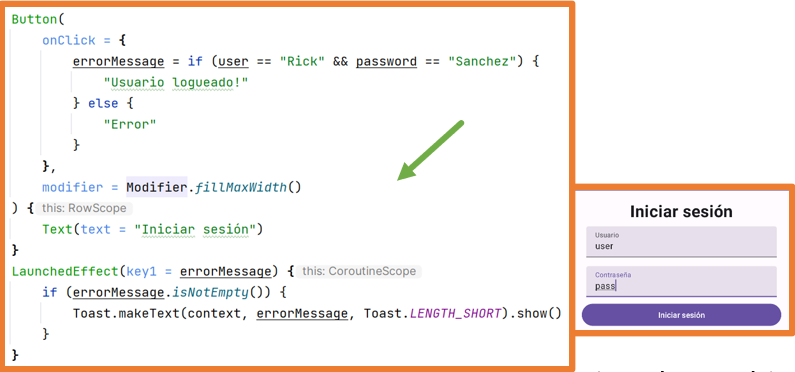 Button(
onClick = {
errorMessage = if (user == "Rick" && password == "Sanchez") {
"Usuario logueado!"
} else {
"Error"
}
},
modifier = Modifier.fillMaxWidth()
) { this: RowScope
Text(text = "Iniciar sesión")
}
LaunchedEffect(key1 = errorMessage) { this: CoroutineScope
if (errorMessage.isNotEmpty()) {
Toast.makeText(context, errorMessage, Toast.LENGTH_SHORT).show()
}
}
Iniciar sesión
Usuario
user
Contraseña
pass
Iniciar sesión